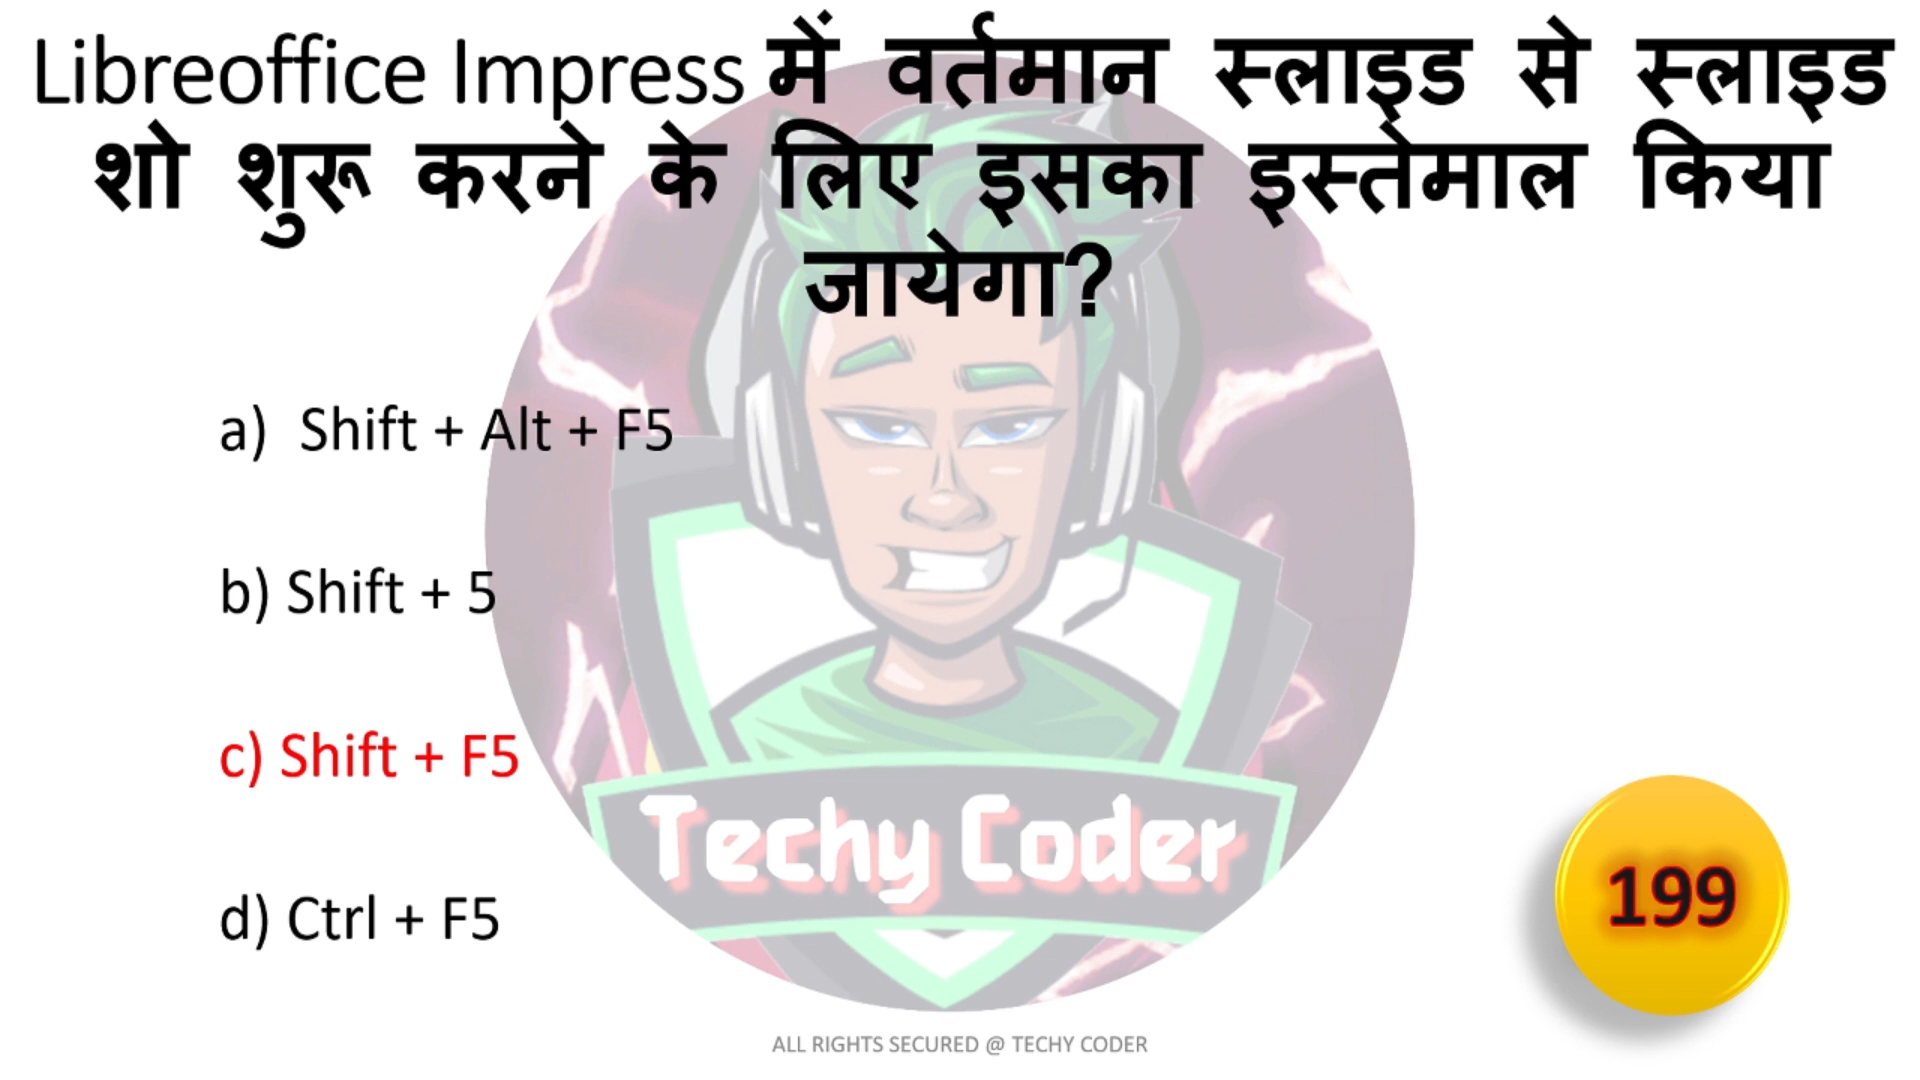 Libreoffice Impress में वर्तमान स्लाइड से स्लाइड
शो शुरू करने के लिए इसका इस्तेमाल किया
जायेगा?
a) Shift + Alt + F5
b) Shift + 5
c) Shift + F5
d) Ctrl + F5
Techy Coder
199
ALL RIGHTS SECURED @ TECHY CODER